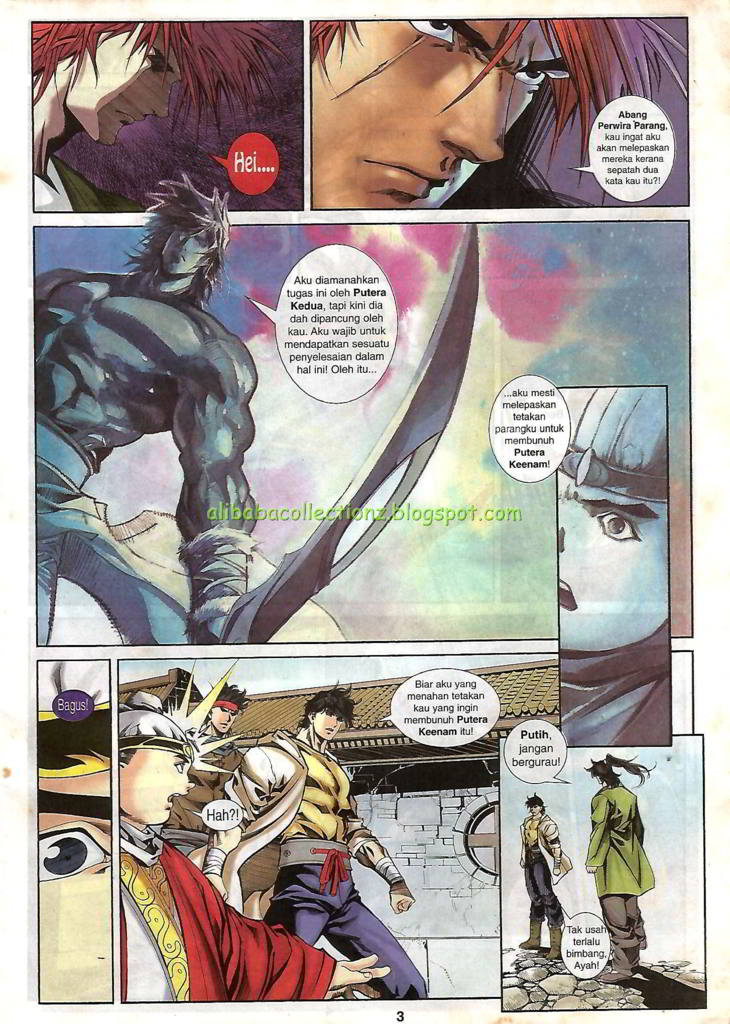 Hei....
Abang
Perwira Parang,
kau ingat aku
akan melepaskan
mereka kerana
sepatah dua
kata kau itu?!
Aku diamanahkan
tugas ini oleh Putera
Kedua, tapi kini dia
dah dipancung oleh
kau. Aku wajib untuk
mendapatkan sesuatu
penyelesaian dalam
hal ini! Oleh itu...
...aku mesti
melepaskan
tetakan
parangku untuk
membunuh
Putera
Keenam!
alibabacollectionz.blogspot.com
Bagus!
Hah?!
Biar aku yang
menahan tetakan
kau yang ingin
membunuh Putera
Keenam itu!
Putih,
jangan
bergurau!
Tak usah
terlalu
bimbang,
Ayah!
3